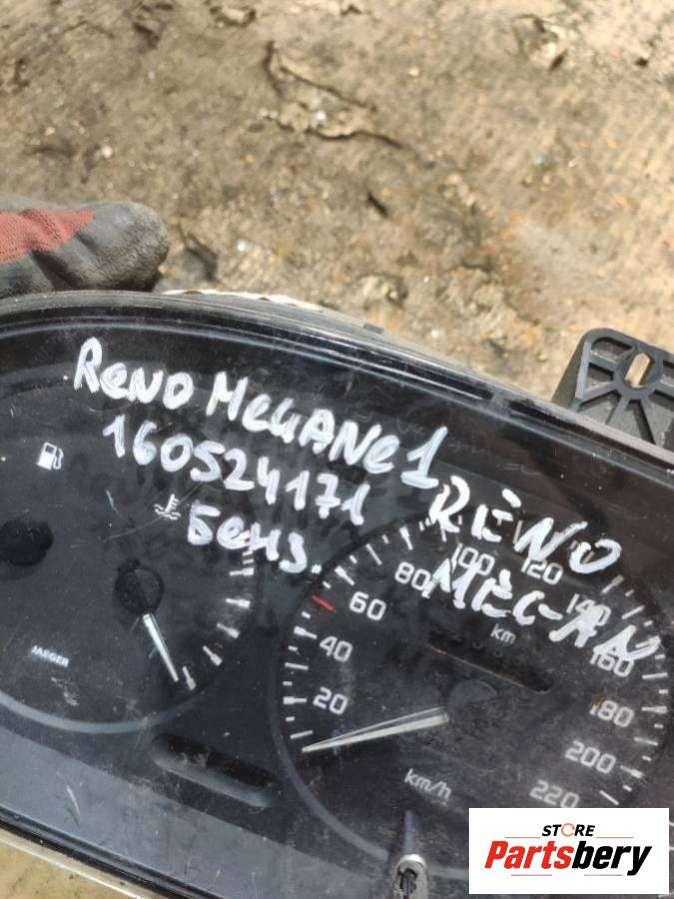 Reno Megane 1
160524171
бенз.
RENO
MEGAN
JAEGER
20
40
60
80
100
120
140
160
180
200
220
km
km/h
STORE
Partsbery